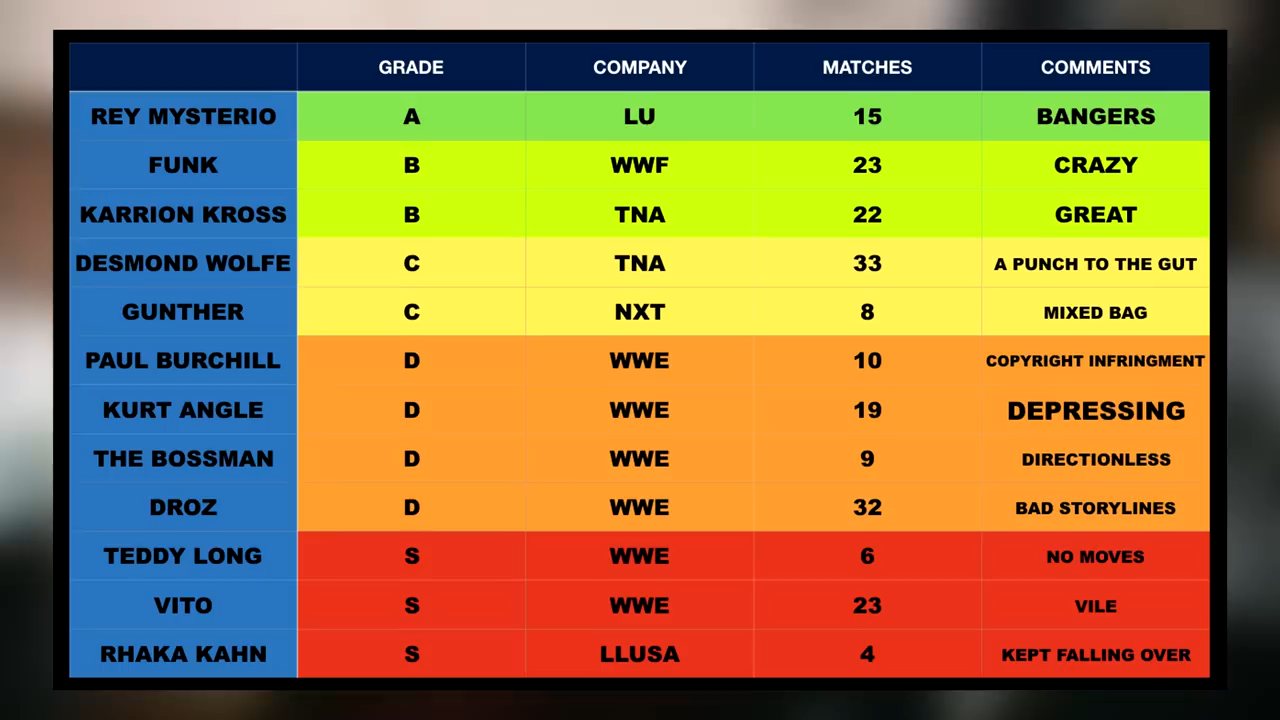 GRADE COMPANY MATCHES COMMENTS
REY MYSTERIO A LU 15 BANGERS
FUNK B WWF 23 CRAZY
KARRION KROSS B TNA 22 GREAT
DESMOND WOLFE C TNA 33 A PUNCH TO THE GUT
GUNTHER C NXT 8 MIXED BAG
PAUL BURCHILL D WWE 10 COPYRIGHT INFRINGMENT
KURT ANGLE D WWE 19 DEPRESSING
THE BOSSMAN D WWE 9 DIRECTIONLESS
DROZ D WWE 32 BAD STORYLINES
TEDDY LONG S WWE 6 NO MOVES
VITO S WWE 23 VILE
RHAKA KAHN S LLUSA 4 KEPT FALLING OVER